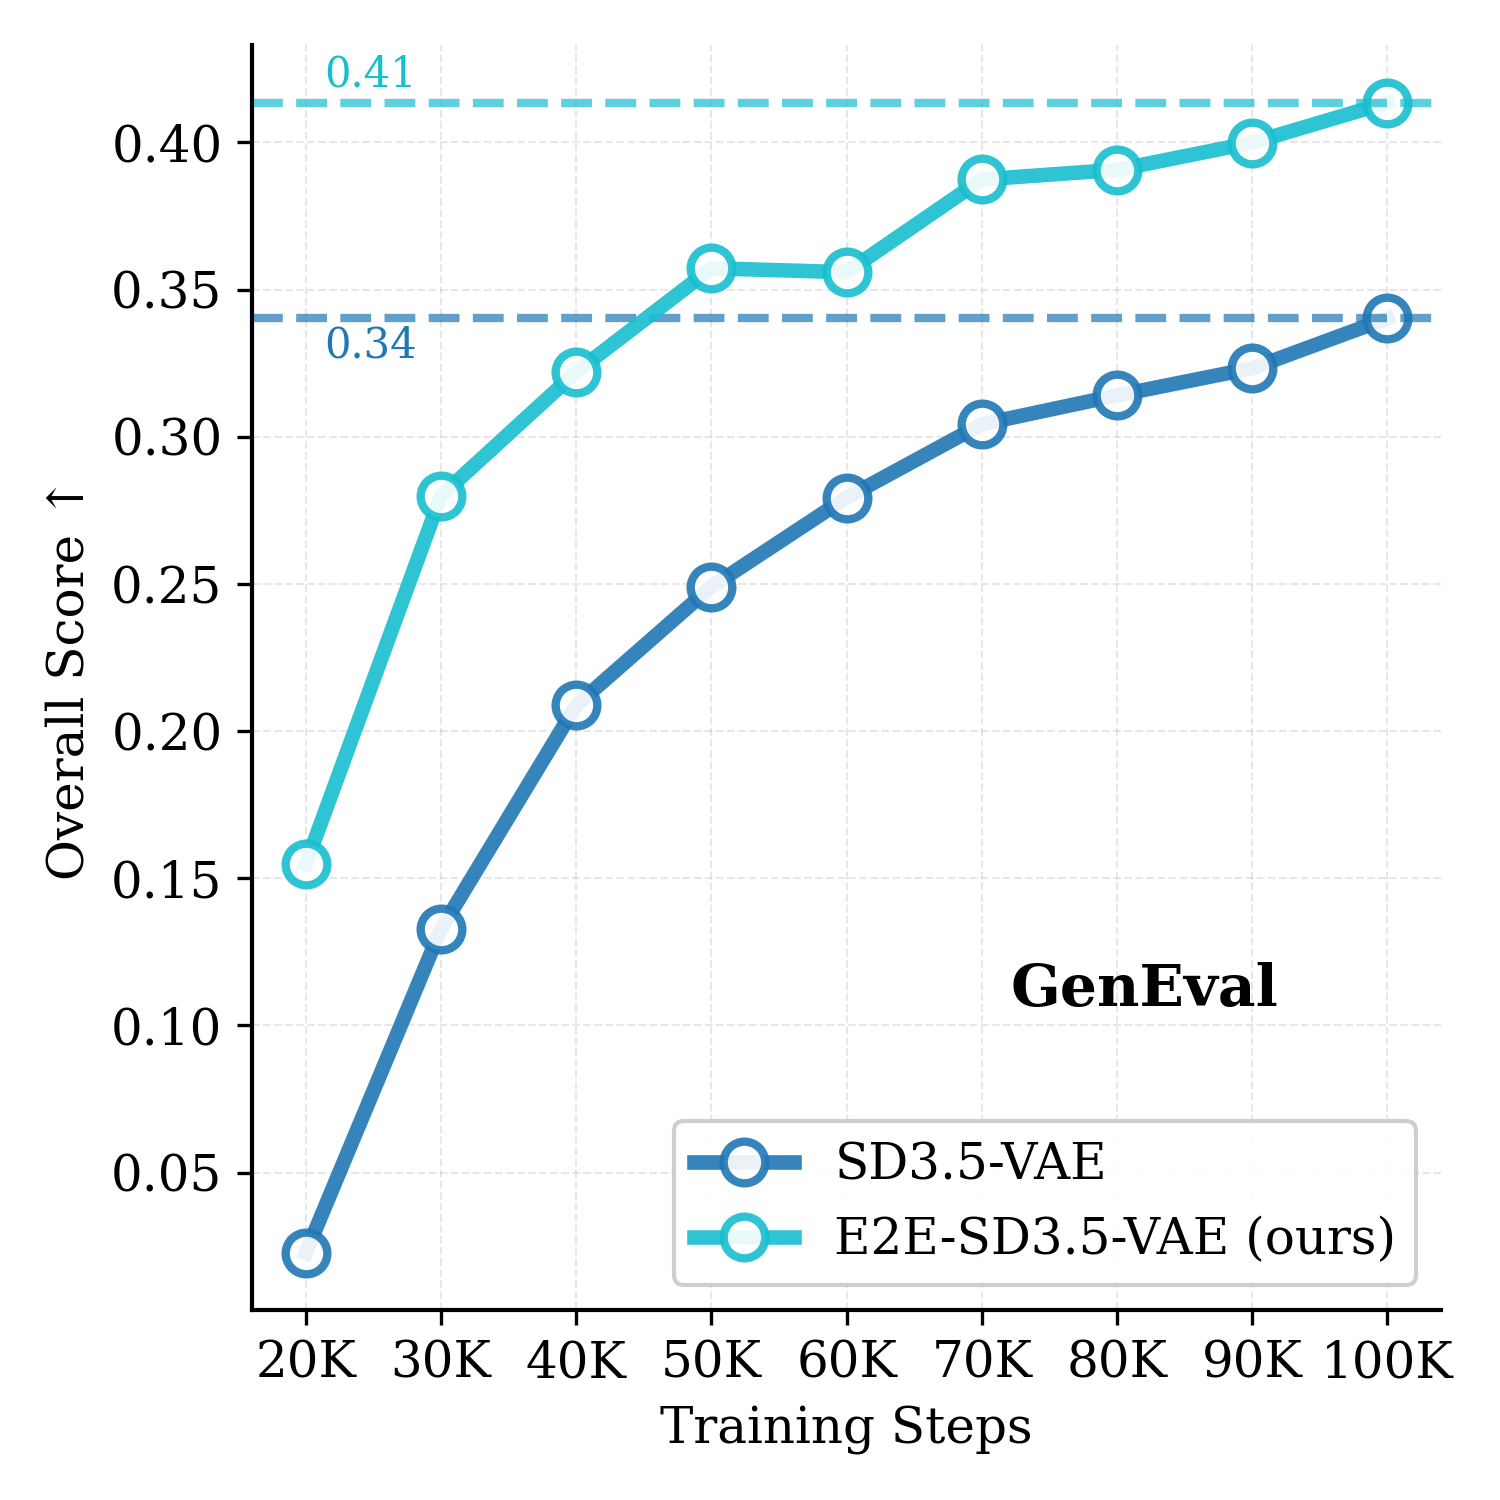 0.41
0.40
0.35
0.34
0.30
0.25
0.20
0.15
0.10
0.05
Overall Score ↑
GenEval
SD3.5-VAE
E2E-SD3.5-VAE (ours)
20K 30K 40K 50K 60K 70K 80K 90K 100K
Training Steps